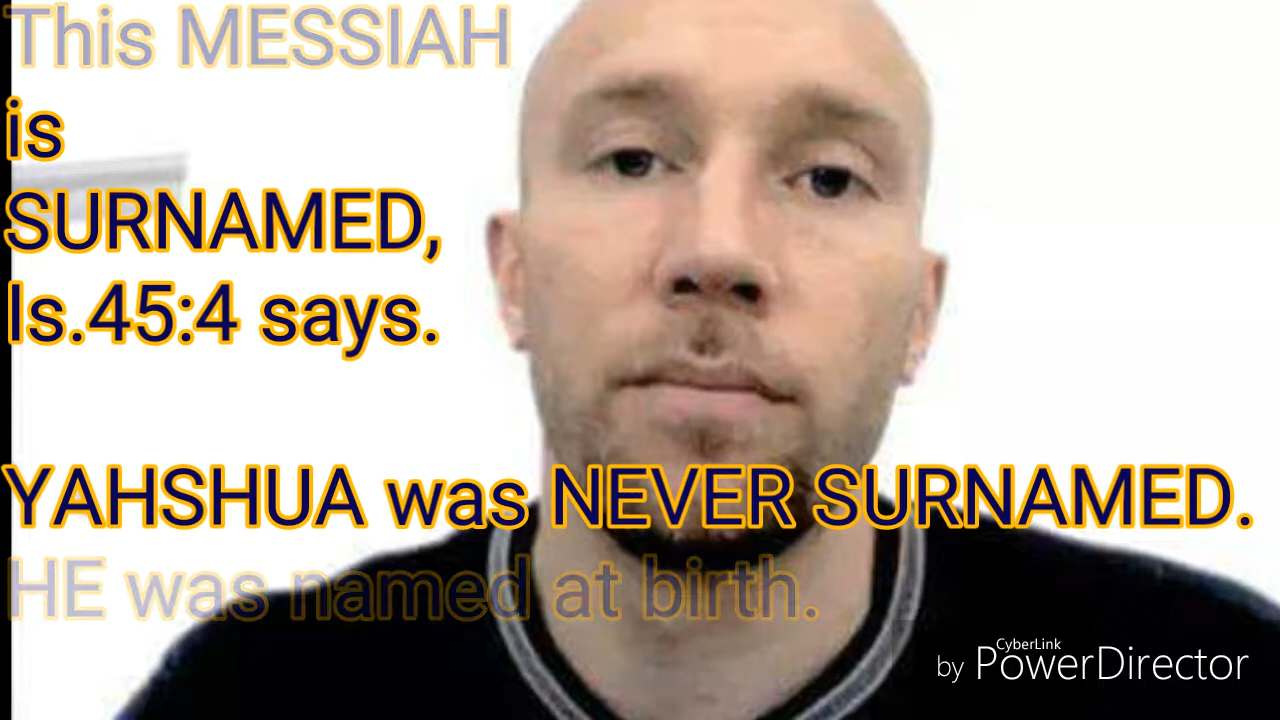 This MESSIAH
is
SURNAMED,
Is.45:4 says.
YAHSHUA was NEVER SURNAMED.
HE was named at birth.
CyberLink
by PowerDirector